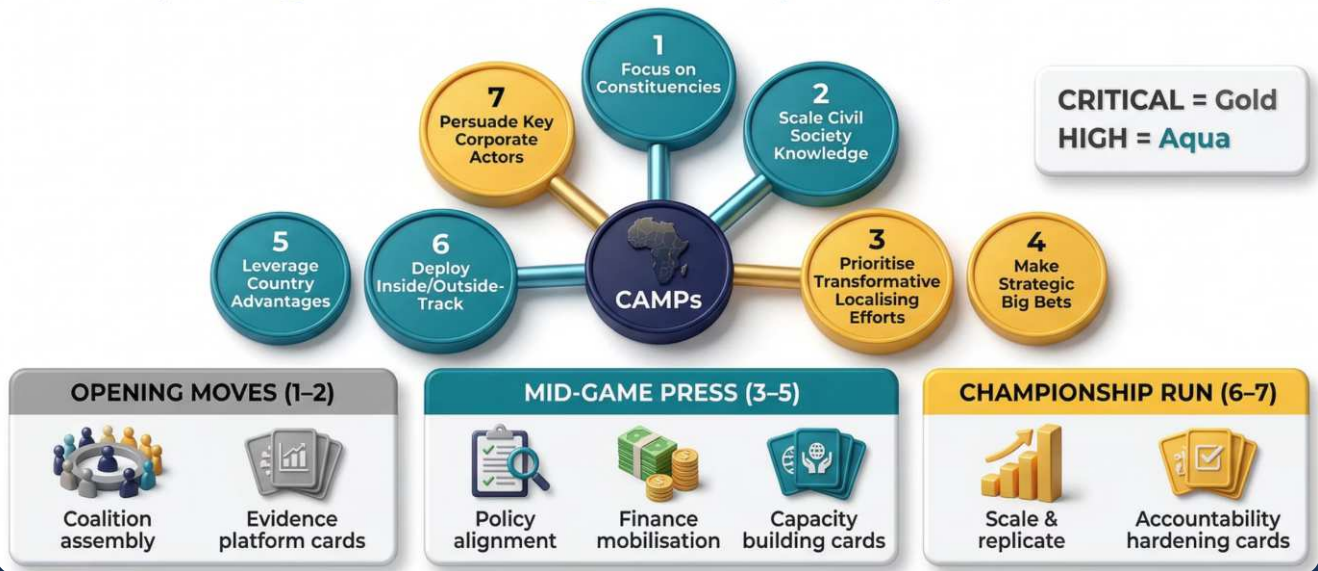 1
Focus on
Constituencies
2
Scale Civil
Society
Knowledge
3
Prioritise
Transformative
Localising
Efforts
4
Make
Strategic
Big Bets
5
Leverage
Country
Advantages
6
Deploy
Inside/Outside-
Track
7
Persuade Key
Corporate
Actors
CAMPs
CRITICAL = Gold
HIGH = Aqua
OPENING MOVES (1–2)
Coalition
assembly
Evidence
platform cards
MID-GAME PRESS (3–5)
Policy
alignment
Finance
mobilisation
Capacity
building cards
CHAMPIONSHIP RUN (6–7)
Scale &
replicate
Accountability
hardening cards